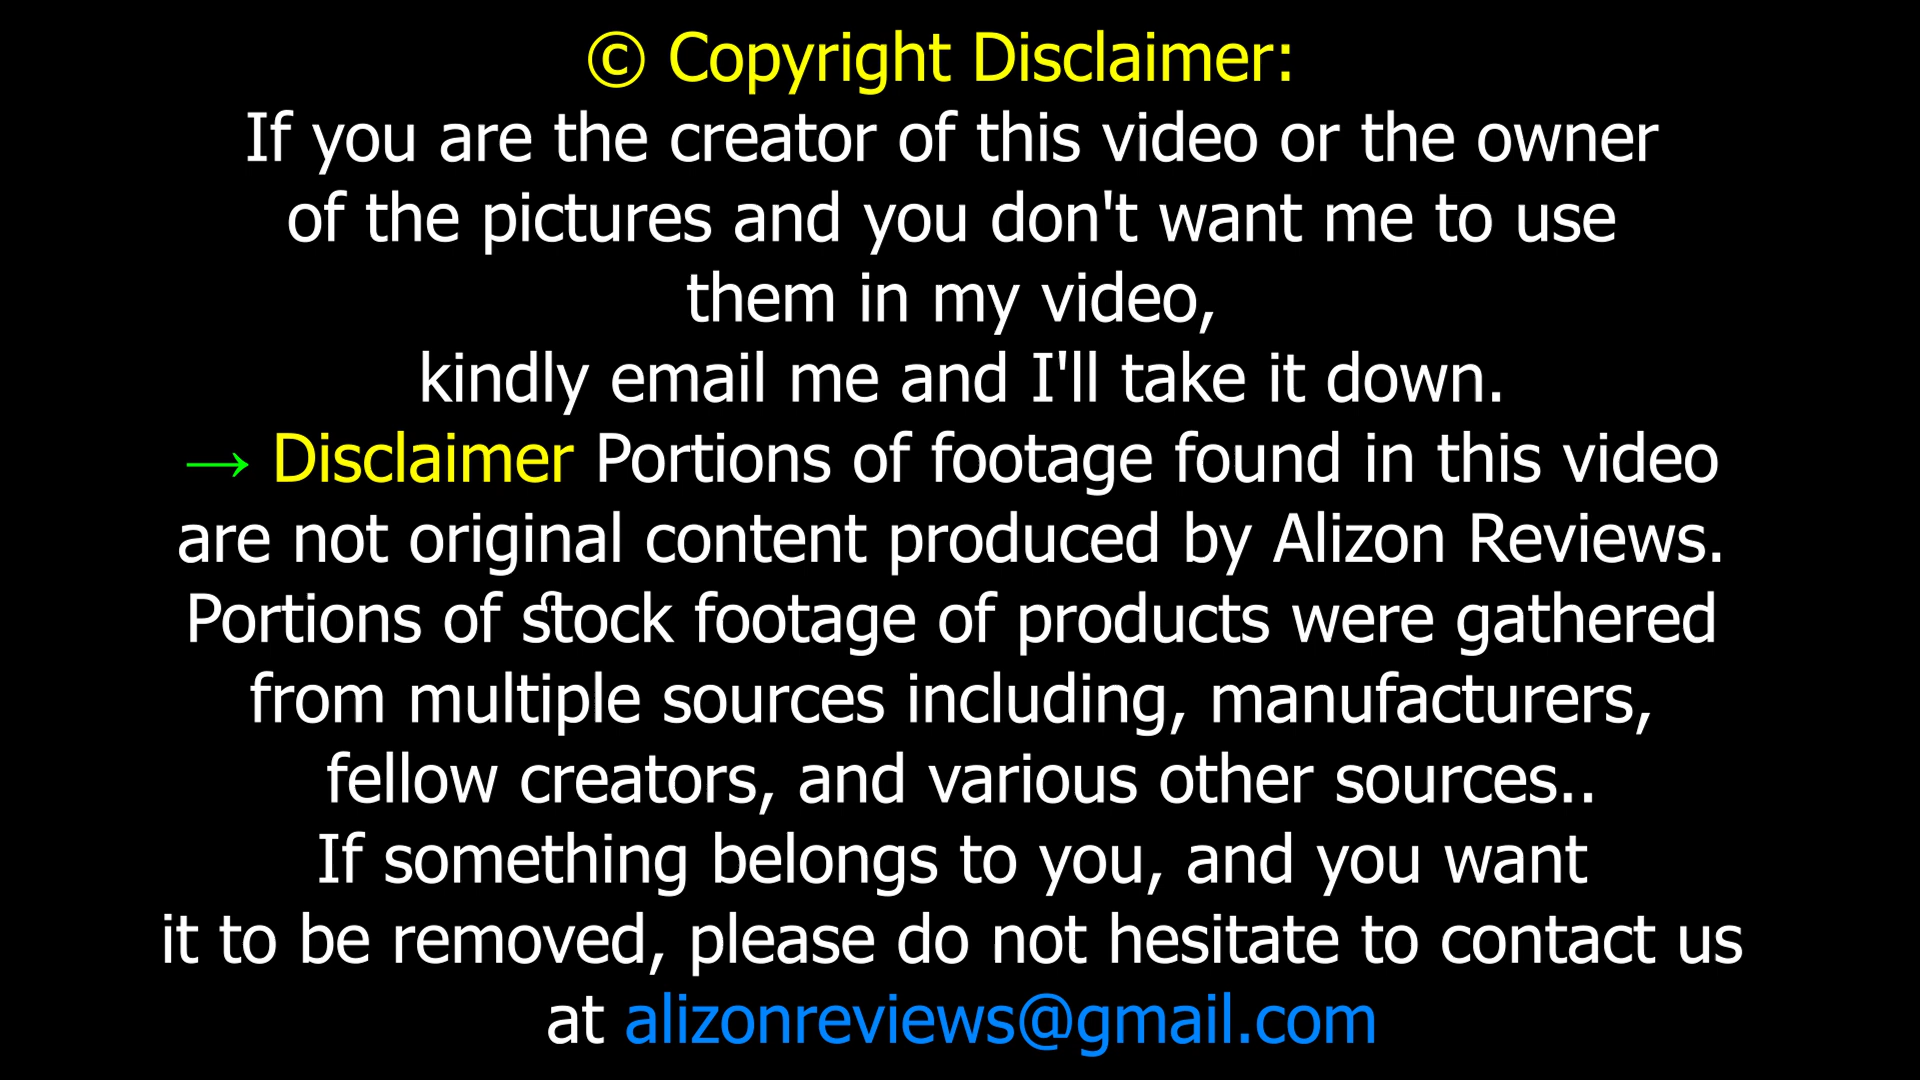 © Copyright Disclaimer:
If you are the creator of this video or the owner
of the pictures and you don't want me to use
them in my video,
kindly email me and I'll take it down.
→ Disclaimer Portions of footage found in this video
are not original content produced by Alizon Reviews.
Portions of stock footage of products were gathered
from multiple sources including, manufacturers,
fellow creators, and various other sources..
If something belongs to you, and you want
it to be removed, please do not hesitate to contact us
at alizonreviews@gmail.com